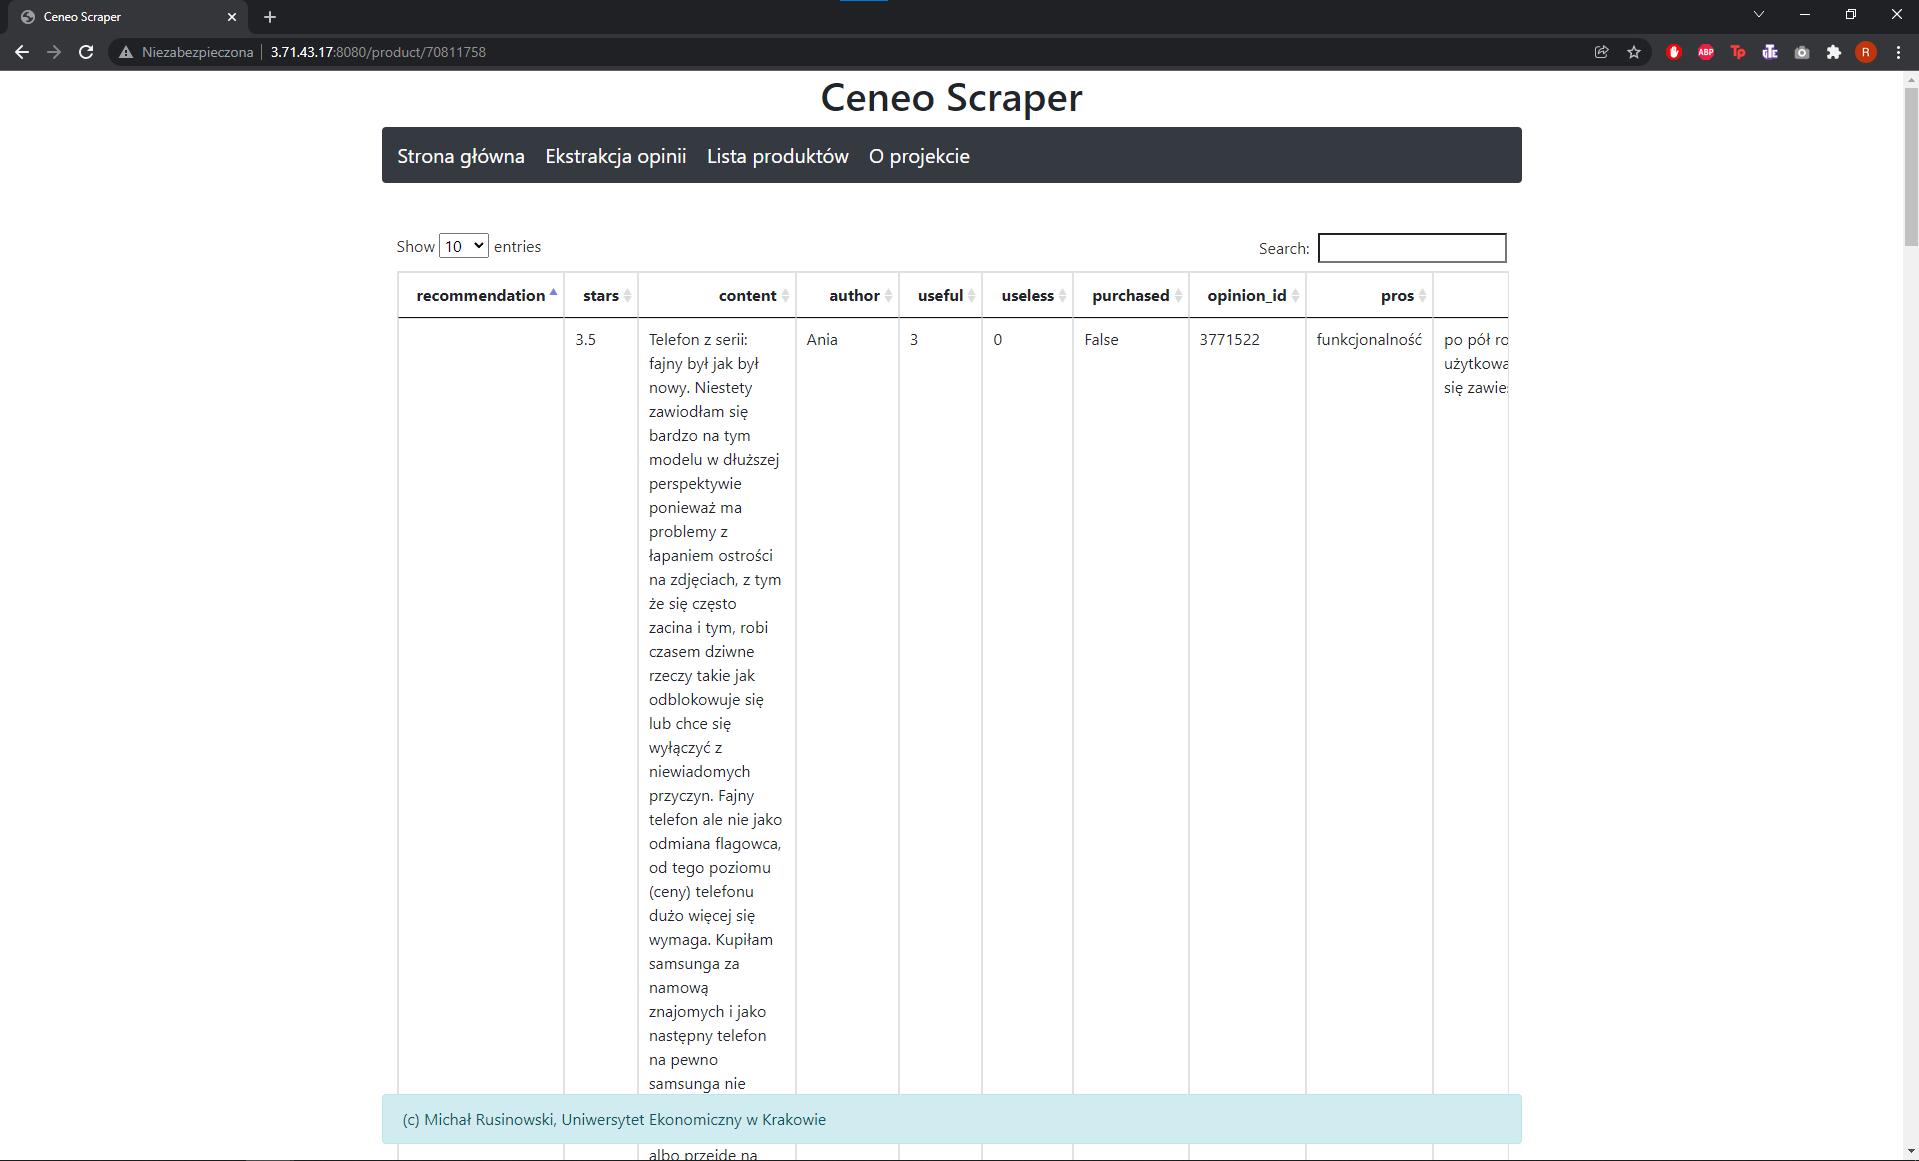 Ceneo Scraper
Niezabezpieczona 3.71.43.17:8080/product/70811758
ABP Tp R
Ceneo Scraper
Strona główna Ekstrakcja opinii Lista produktów O projekcie
Show 10 entries Search:
recommendation stars content author useful useless purchased opinion_id pros
3.5 Telefon z serii: Ania 3 0 False 3771522 funkcjonalność po pół ro
fajny był jak był użytkowa
nowy. Niestety się zawie
zawiodłam się
bardzo na tym
modelu w dłuższej
perspektywie
ponieważ ma
problemy z
łapaniem ostrości
na zdjęciach, z tym
że się często
zacina i tym, robi
czasem dziwne
rzeczy takie jak
odblokowuje się
lub chce się
wyłączyć z
niewiadomych
przyczyn. Fajny
telefon ale nie jako
odmiana flagowca,
od tego poziomu
(ceny) telefonu
dużo więcej się
wymaga. Kupiłam
samsunga za
namową
znajomych i jako
następny telefon
na pewno
samsunga nie
(c) Michał Rusinowski, Uniwersytet Ekonomiczny w Krakowie
albo przejdę na